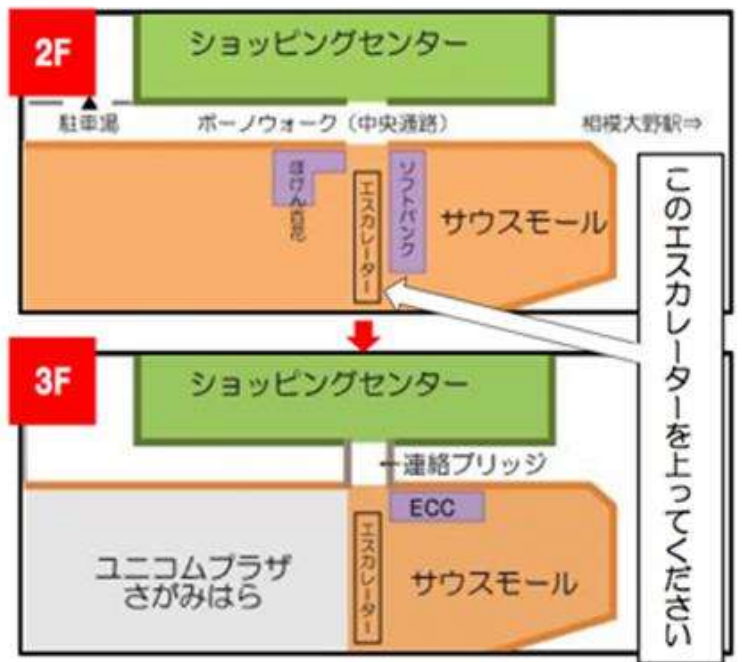 2F
ショッピングセンター
駐車場
ボーノウォーク（中央通路）
相模大野駅⇒
ほけん百花
エスカレーター
ソフトバンク
サウスモール
このエスカレーターを上ってください
3F
ショッピングセンター
←連絡ブリッジ
ECC
ユニコムプラザ
さがみはら
エスカレーター
サウスモール